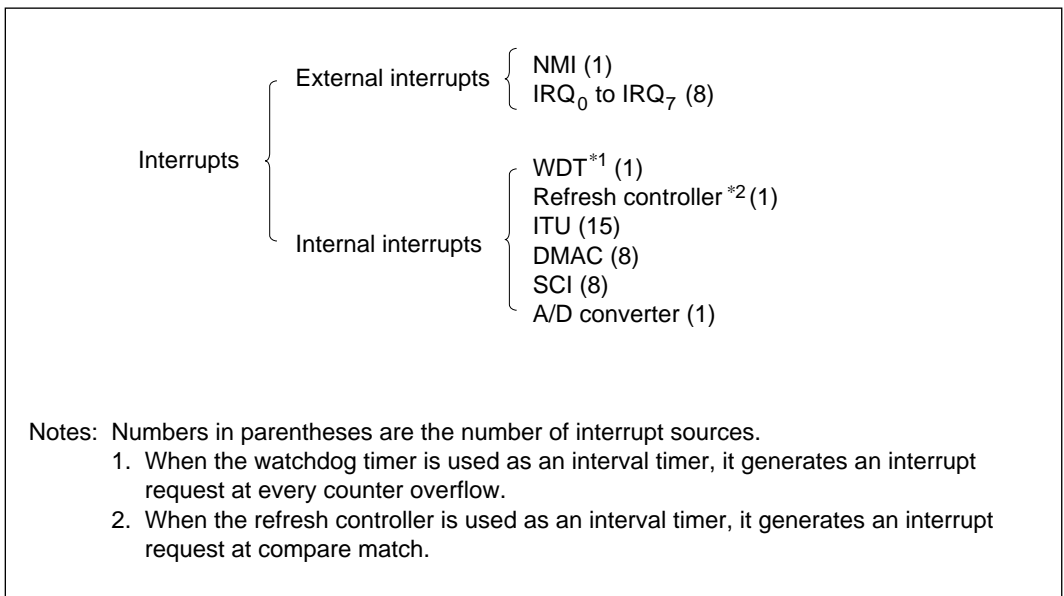 External interrupts
NMI (1)
IRQ0 to IRQ7 (8)
Interrupts
Internal interrupts
WDT*1 (1)
Refresh controller *2 (1)
ITU (15)
DMAC (8)
SCI (8)
A/D converter (1)
Notes: Numbers in parentheses are the number of interrupt sources.
1. When the watchdog timer is used as an interval timer, it generates an interrupt
request at every counter overflow.
2. When the refresh controller is used as an interval timer, it generates an interrupt
request at compare match.